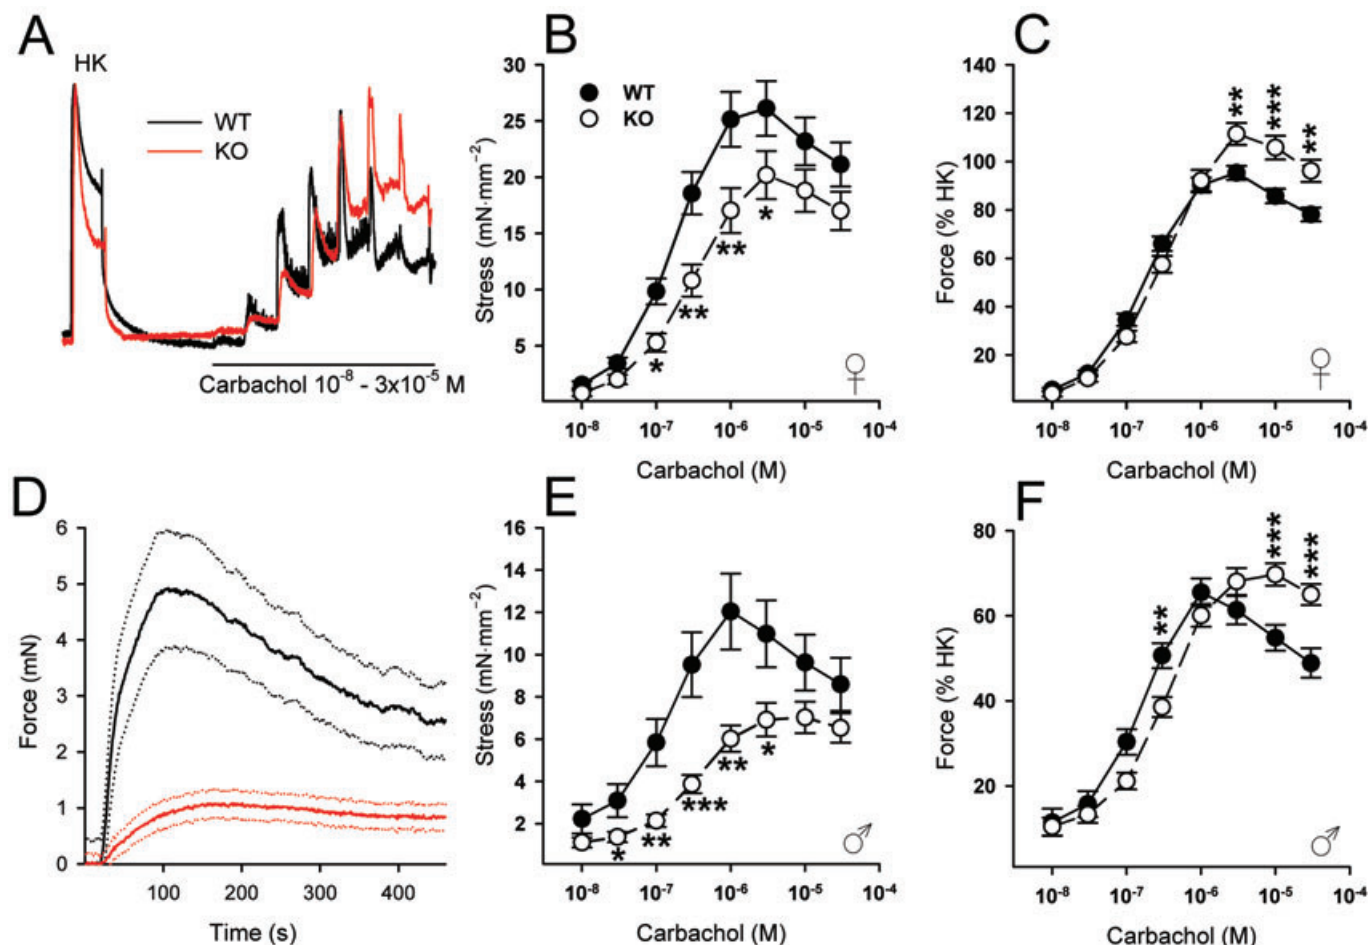 A
HK
WT
KO
Carbachol 10⁻⁸ - 3x10⁻⁵ M
B
Stress (mN·mm⁻²)
30
25
20
15
10
5
WT
KO
*
**
**
*
♀
10⁻⁸ 10⁻⁷ 10⁻⁶ 10⁻⁵ 10⁻⁴
Carbachol (M)
C
Force (% HK)
140
120
100
80
60
40
20
**
***
**
♀
10⁻⁸ 10⁻⁷ 10⁻⁶ 10⁻⁵ 10⁻⁴
Carbachol (M)
D
Force (mN)
6
5
4
3
2
1
0
100 200 300 400
Time (s)
E
Stress (mN·mm⁻²)
16
14
12
10
8
6
4
2
*
**
***
**
*
♂
10⁻⁸ 10⁻⁷ 10⁻⁶ 10⁻⁵ 10⁻⁴
Carbachol (M)
F
Force (% HK)
80
60
40
20
**
***
***
♂
10⁻⁸ 10⁻⁷ 10⁻⁶ 10⁻⁵ 10⁻⁴
Carbachol (M)